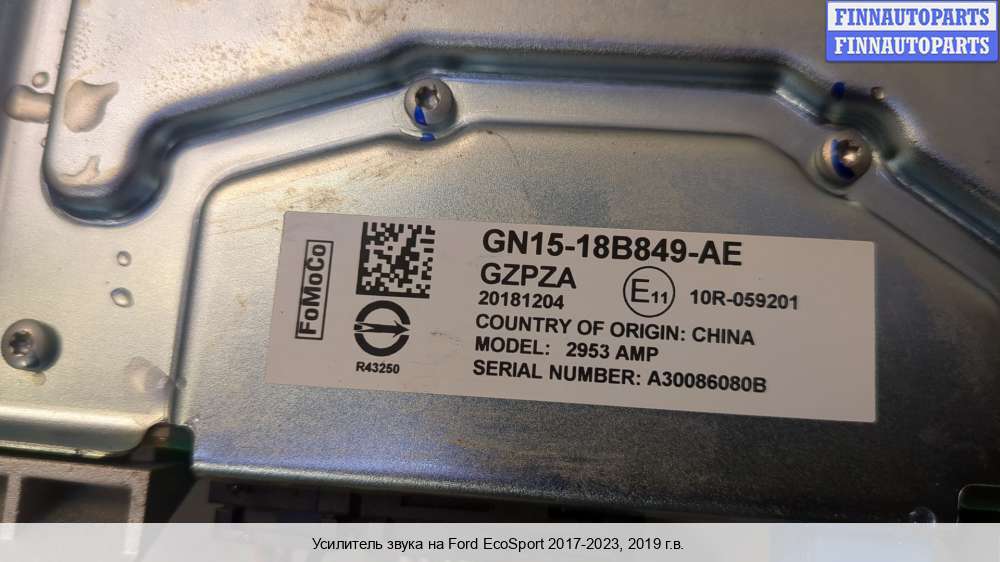 FINNAUTOPARTS
FINNAUTOPARTS
FoMoCo
GN15-18B849-AE
GZPZA
20181204
E11
10R-059201
COUNTRY OF ORIGIN: CHINA
MODEL: 2953 AMP
R43250
SERIAL NUMBER: A30086080B
Усилитель звука на Ford EcoSport 2017-2023, 2019 г.в.